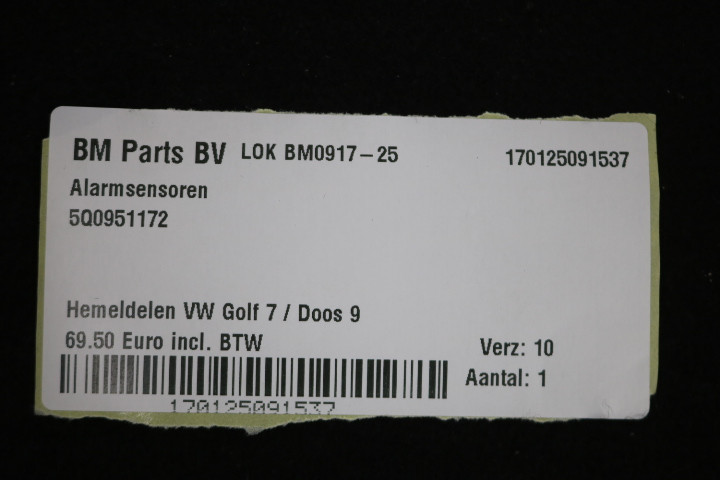 BM Parts BV LOK BM0917-25 170125091537
Alarmsensoren
5Q0951172
Hemeldelen VW Golf 7 / Doos 9
69.50 Euro incl. BTW
Verz: 10
Aantal: 1
170125091537